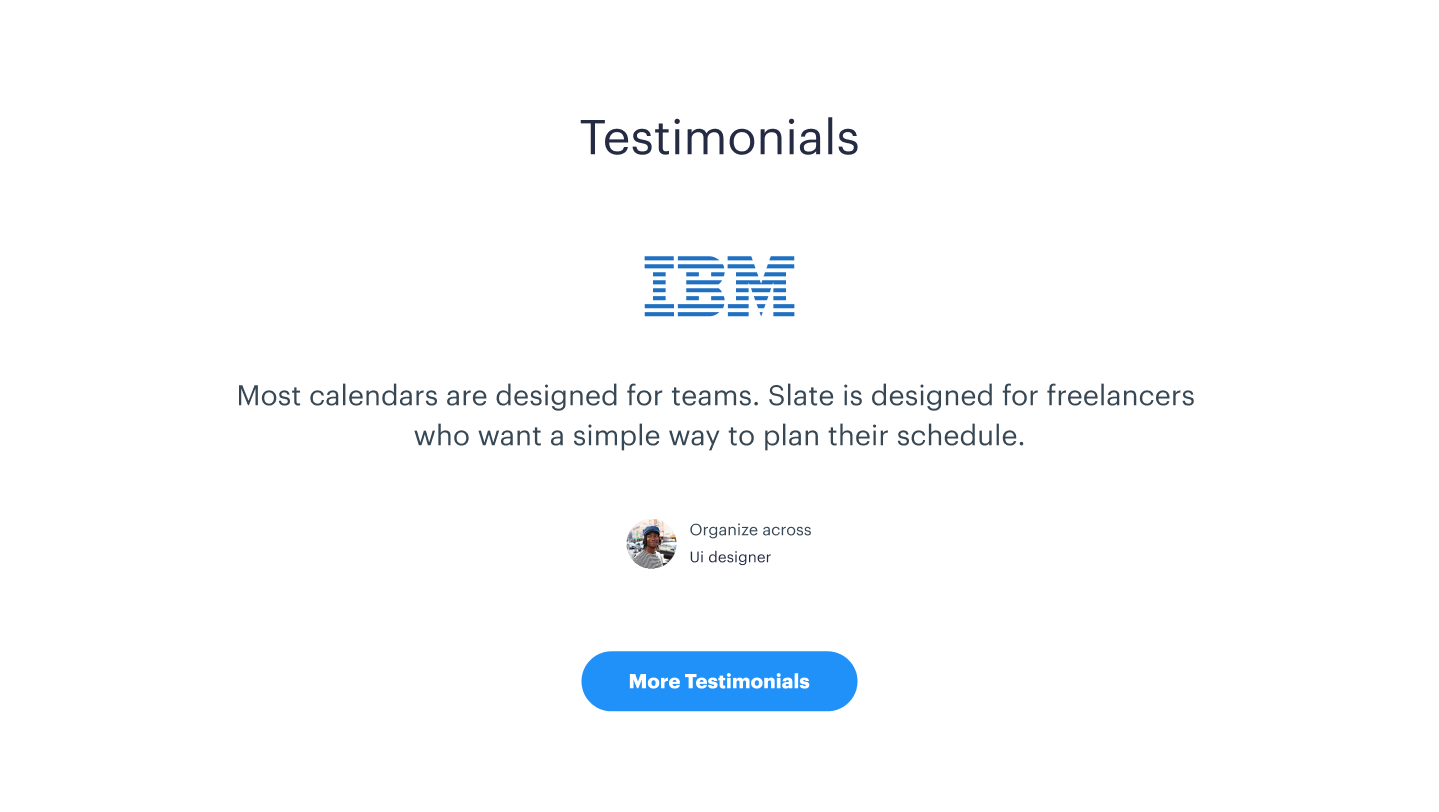 Testimonials
IBM
Most calendars are designed for teams. Slate is designed for freelancers
who want a simple way to plan their schedule.
Organize across
Ui designer
More Testimonials